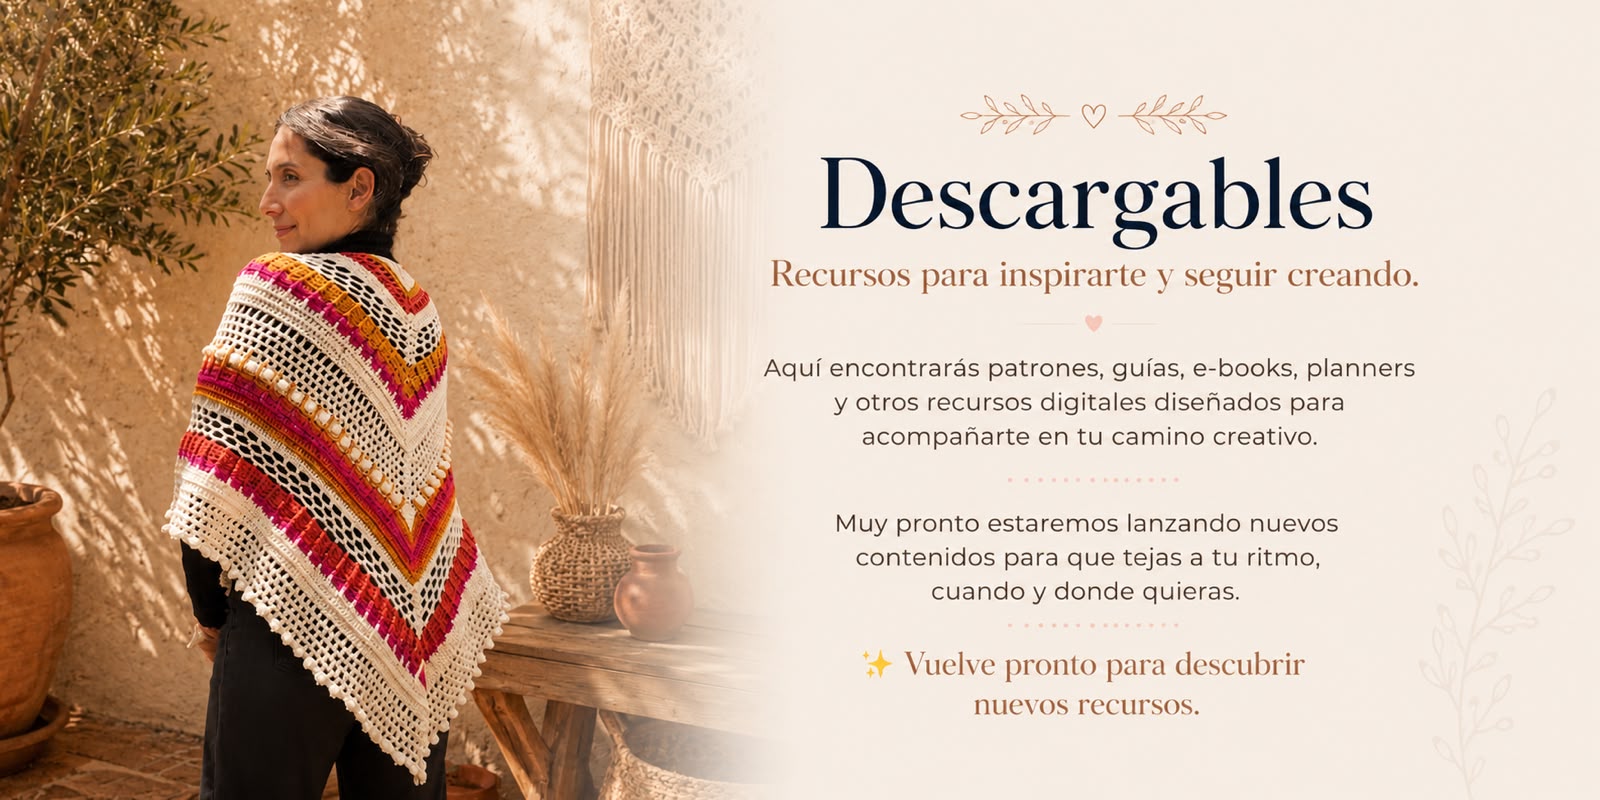 Descargables
Recursos para inspirarte y seguir creando.
Aquí encontrarás patrones, guías, e-books, planners
y otros recursos digitales diseñados para
acompañarte en tu camino creativo.
Muy pronto estaremos lanzando nuevos
contenidos para que tejas a tu ritmo,
cuando y donde quieras.
✨ Vuelve pronto para descubrir
nuevos recursos.